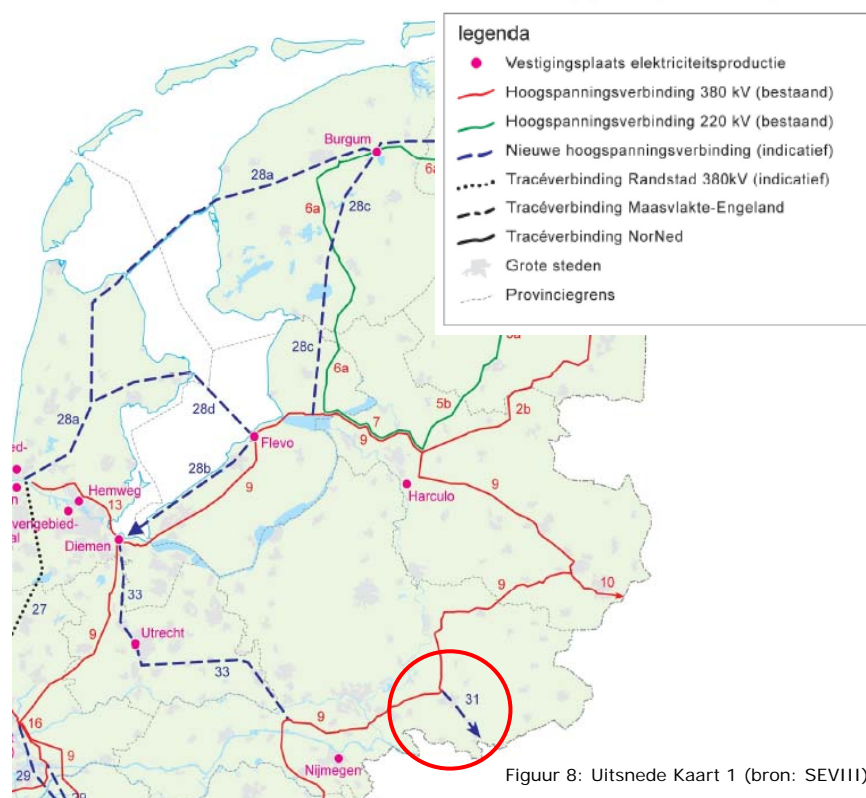 legenda
Vestigingsplaats elektriciteitsproductie
Hoogspanningsverbinding 380 kV (bestaand)
Hoogspanningsverbinding 220 kV (bestaand)
Nieuwe hoogspanningsverbinding (indicatief)
Tracéverbinding Randstad 380kV (indicatief)
Tracéverbinding Maasvlakte-Engeland
Tracéverbinding NorNed
Grote steden
Provinciegrens
Burgum
28a
6a
28c
6a
28c
6a
5b
2b
28a
28d
7
9
Flevo
28b
9
9
Harculo
Hemweg
13
Diemen
9
10
33
27
Utrecht
33
9
31
9
16
9
29
Nijmegen
Figuur 8: Uitsnede Kaart 1 (bron: SEVIII)